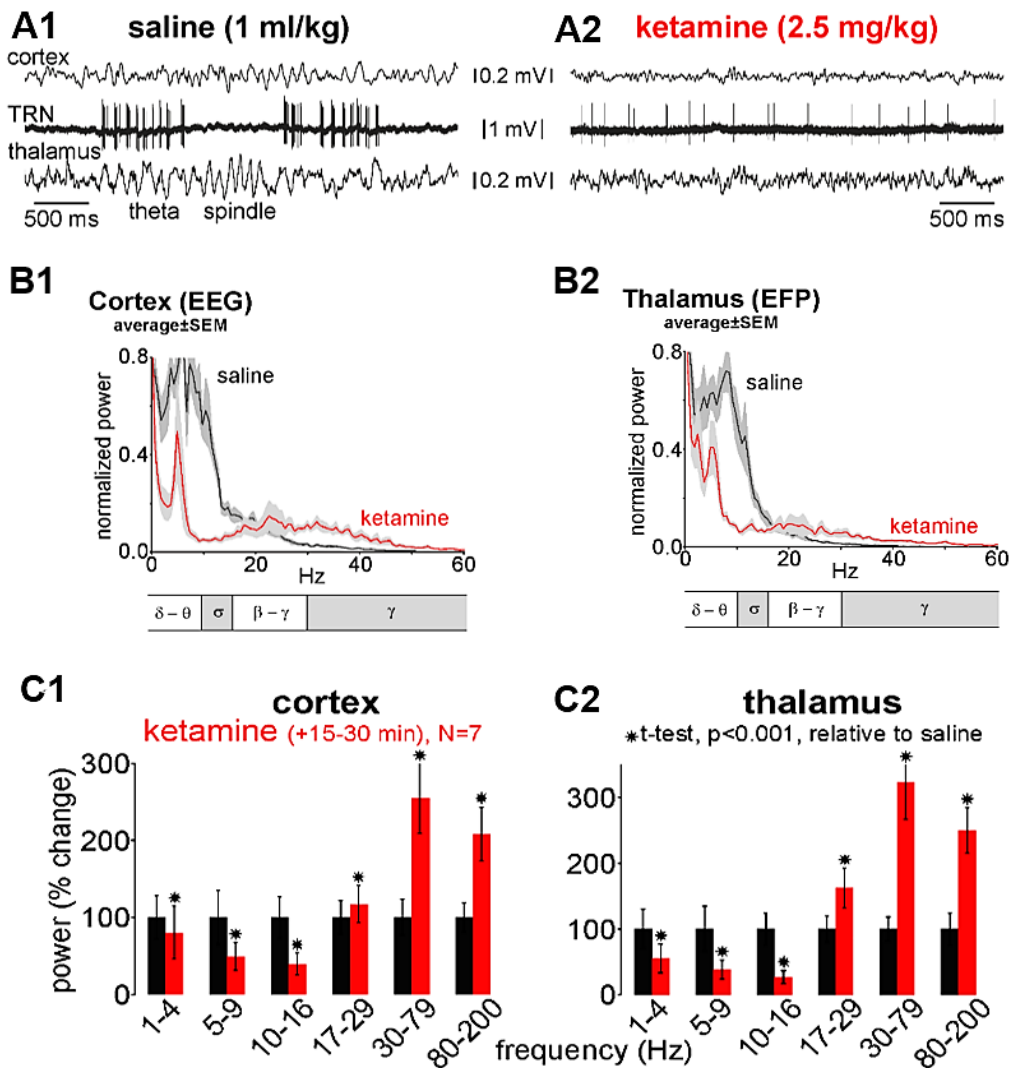 A1 saline (1 ml/kg)
A2 ketamine (2.5 mg/kg)
cortex
|0.2 mV|
TRN
|1 mV|
thalamus
|0.2 mV|
500 ms
theta spindle
500 ms
B1
Cortex (EEG)
average±SEM
normalized power
0.8
0.4
0.0
saline
ketamine
0 20 40 60
Hz
δ – θ σ β – γ γ
B2
Thalamus (EFP)
average±SEM
normalized power
0.8
0.4
0.0
saline
ketamine
0 20 40 60
Hz
δ – θ σ β – γ γ
C1 cortex
ketamine (+15-30 min), N=7
power (% change)
300
200
100
0
1-4 5-9 10-16 17-29 30-79 80-200
C2 thalamus
✷t-test, p<0.001, relative to saline
300
200
100
0
1-4 5-9 10-16 17-29 30-79 80-200
frequency (Hz)